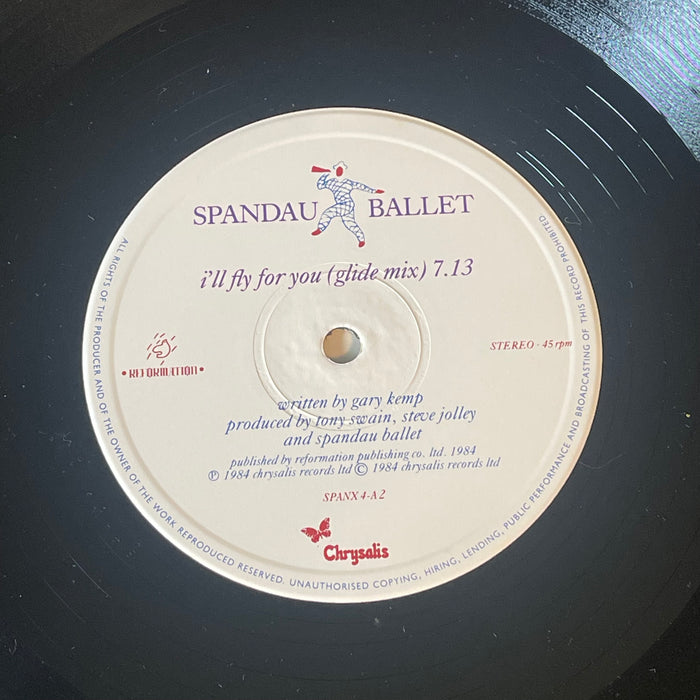 SPANDAU BALLET
i'll fly for you (glide mix) 7.13
STEREO - 45 rpm
• REFORMATION •
written by gary kemp
produced by tony swain, steve jolley
and spandau ballet
published by reformation publishing co. ltd. 1984
℗ 1984 chrysalis records ltd © 1984 chrysalis records ltd
SPANX 4-A2
Chrysalis
ALL RIGHTS OF THE PRODUCER AND OF THE OWNER OF THE WORK REPRODUCED RESERVED. UNAUTHORISED COPYING, HIRING, LENDING, PUBLIC PERFORMANCE AND BROADCASTING OF THIS RECORD PROHIBITED